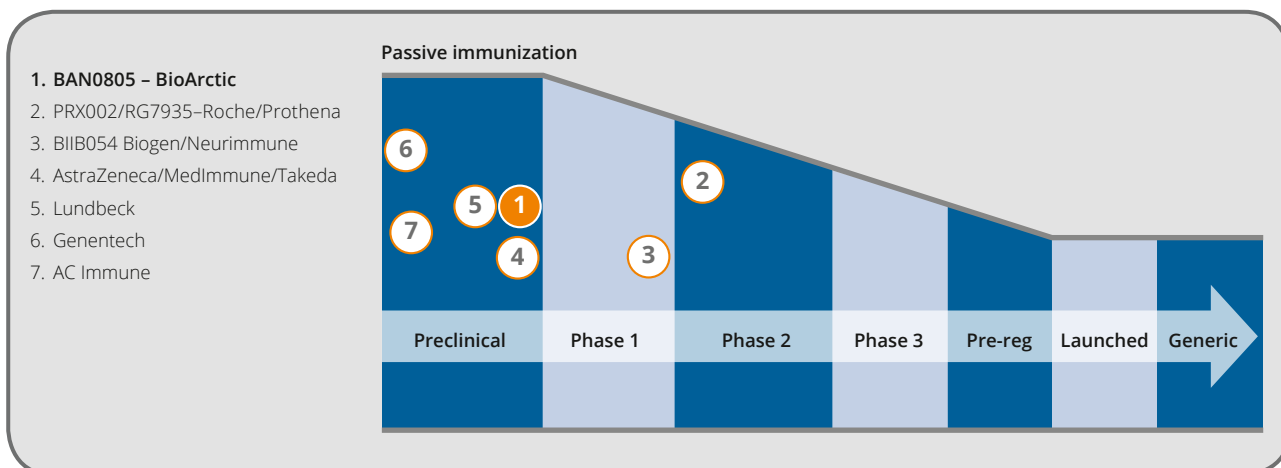 Passive immunization
1. BAN0805 – BioArctic
2. PRX002/RG7935–Roche/Prothena
3. BIIB054 Biogen/Neurimmune
4. AstraZeneca/MedImmune/Takeda
5. Lundbeck
6. Genentech
7. AC Immune
6
2
5
1
7
4
3
Preclinical
Phase 1
Phase 2
Phase 3
Pre-reg
Launched
Generic